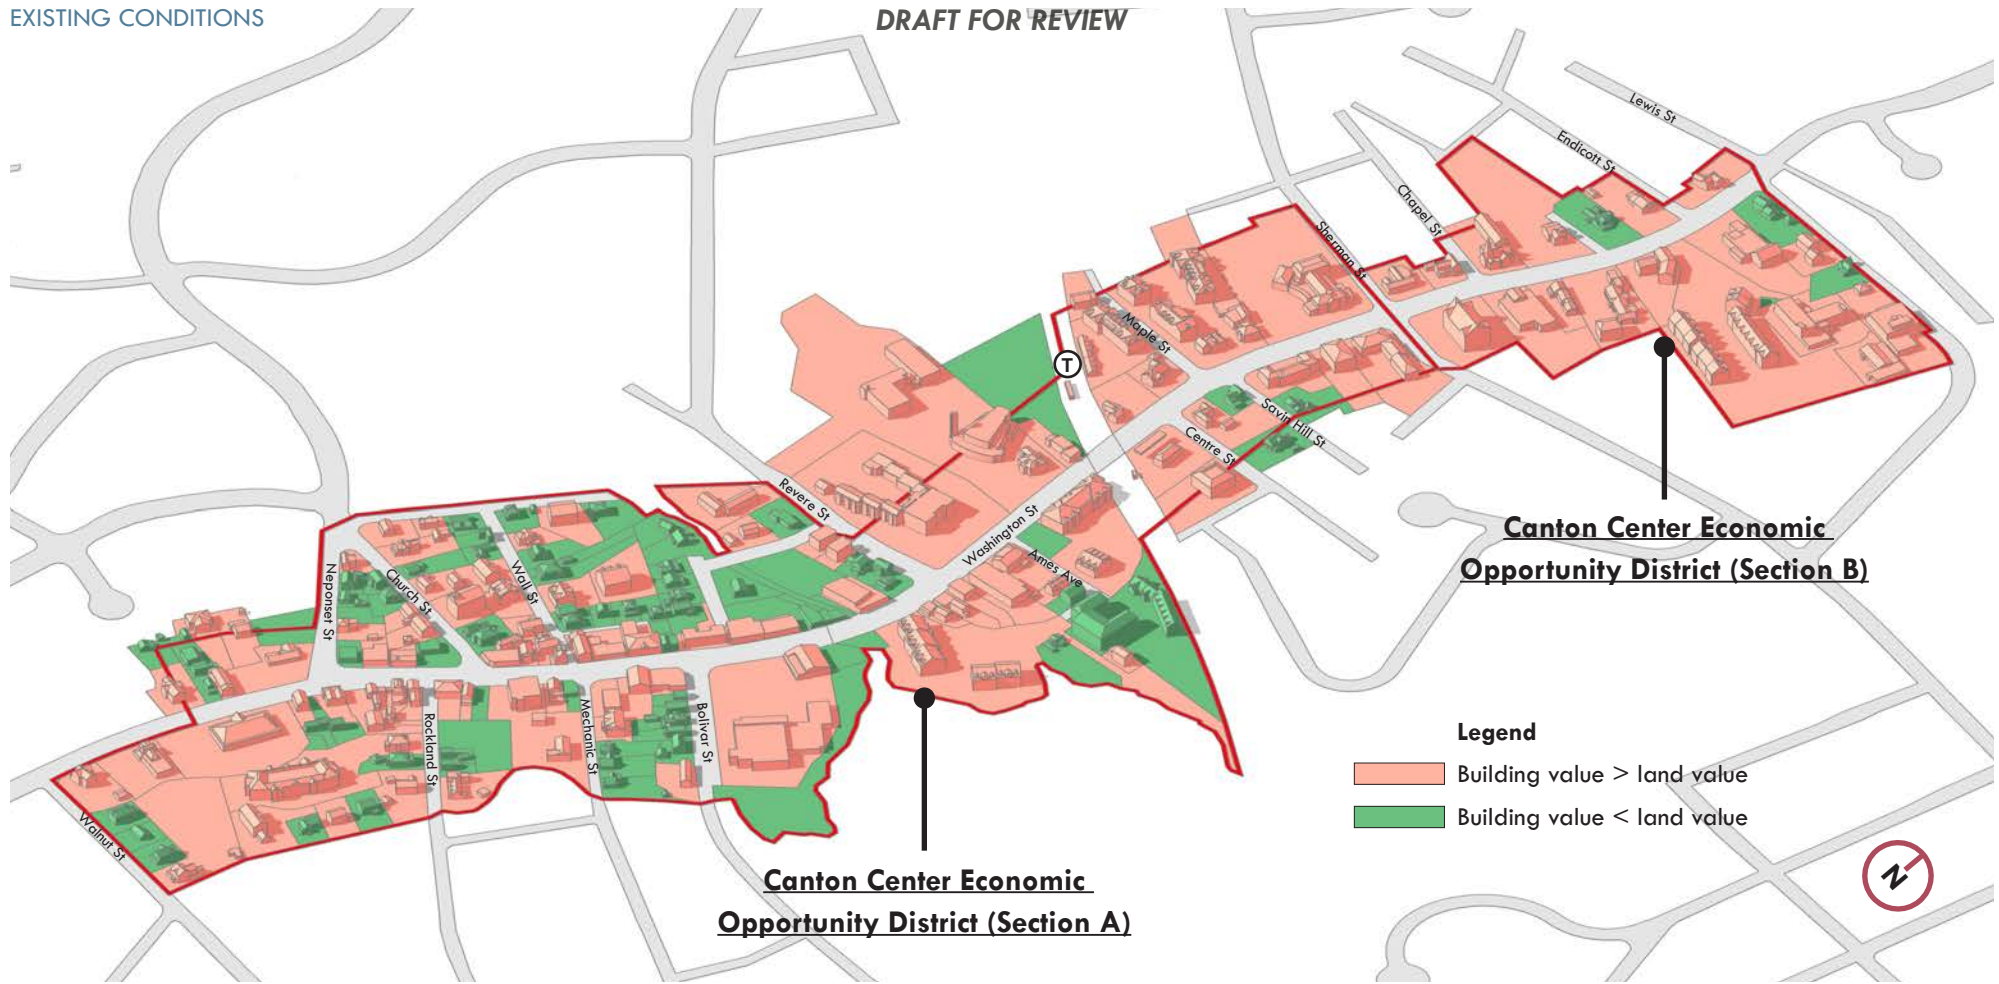 EXISTING CONDITIONS
DRAFT FOR REVIEW
Lewis St
Endicott St
Chapel St
Sherman St
Maple St
T
Savin Hill St
Centre St
Revere St
Washington St
Ames Ave
Neponset St
Church St
Wall St
Rockland St
Mechanic St
Bolivar St
Walnut St
Canton Center Economic
Opportunity District (Section B)
Canton Center Economic
Opportunity District (Section A)
Legend
Building value > land value
Building value < land value
N